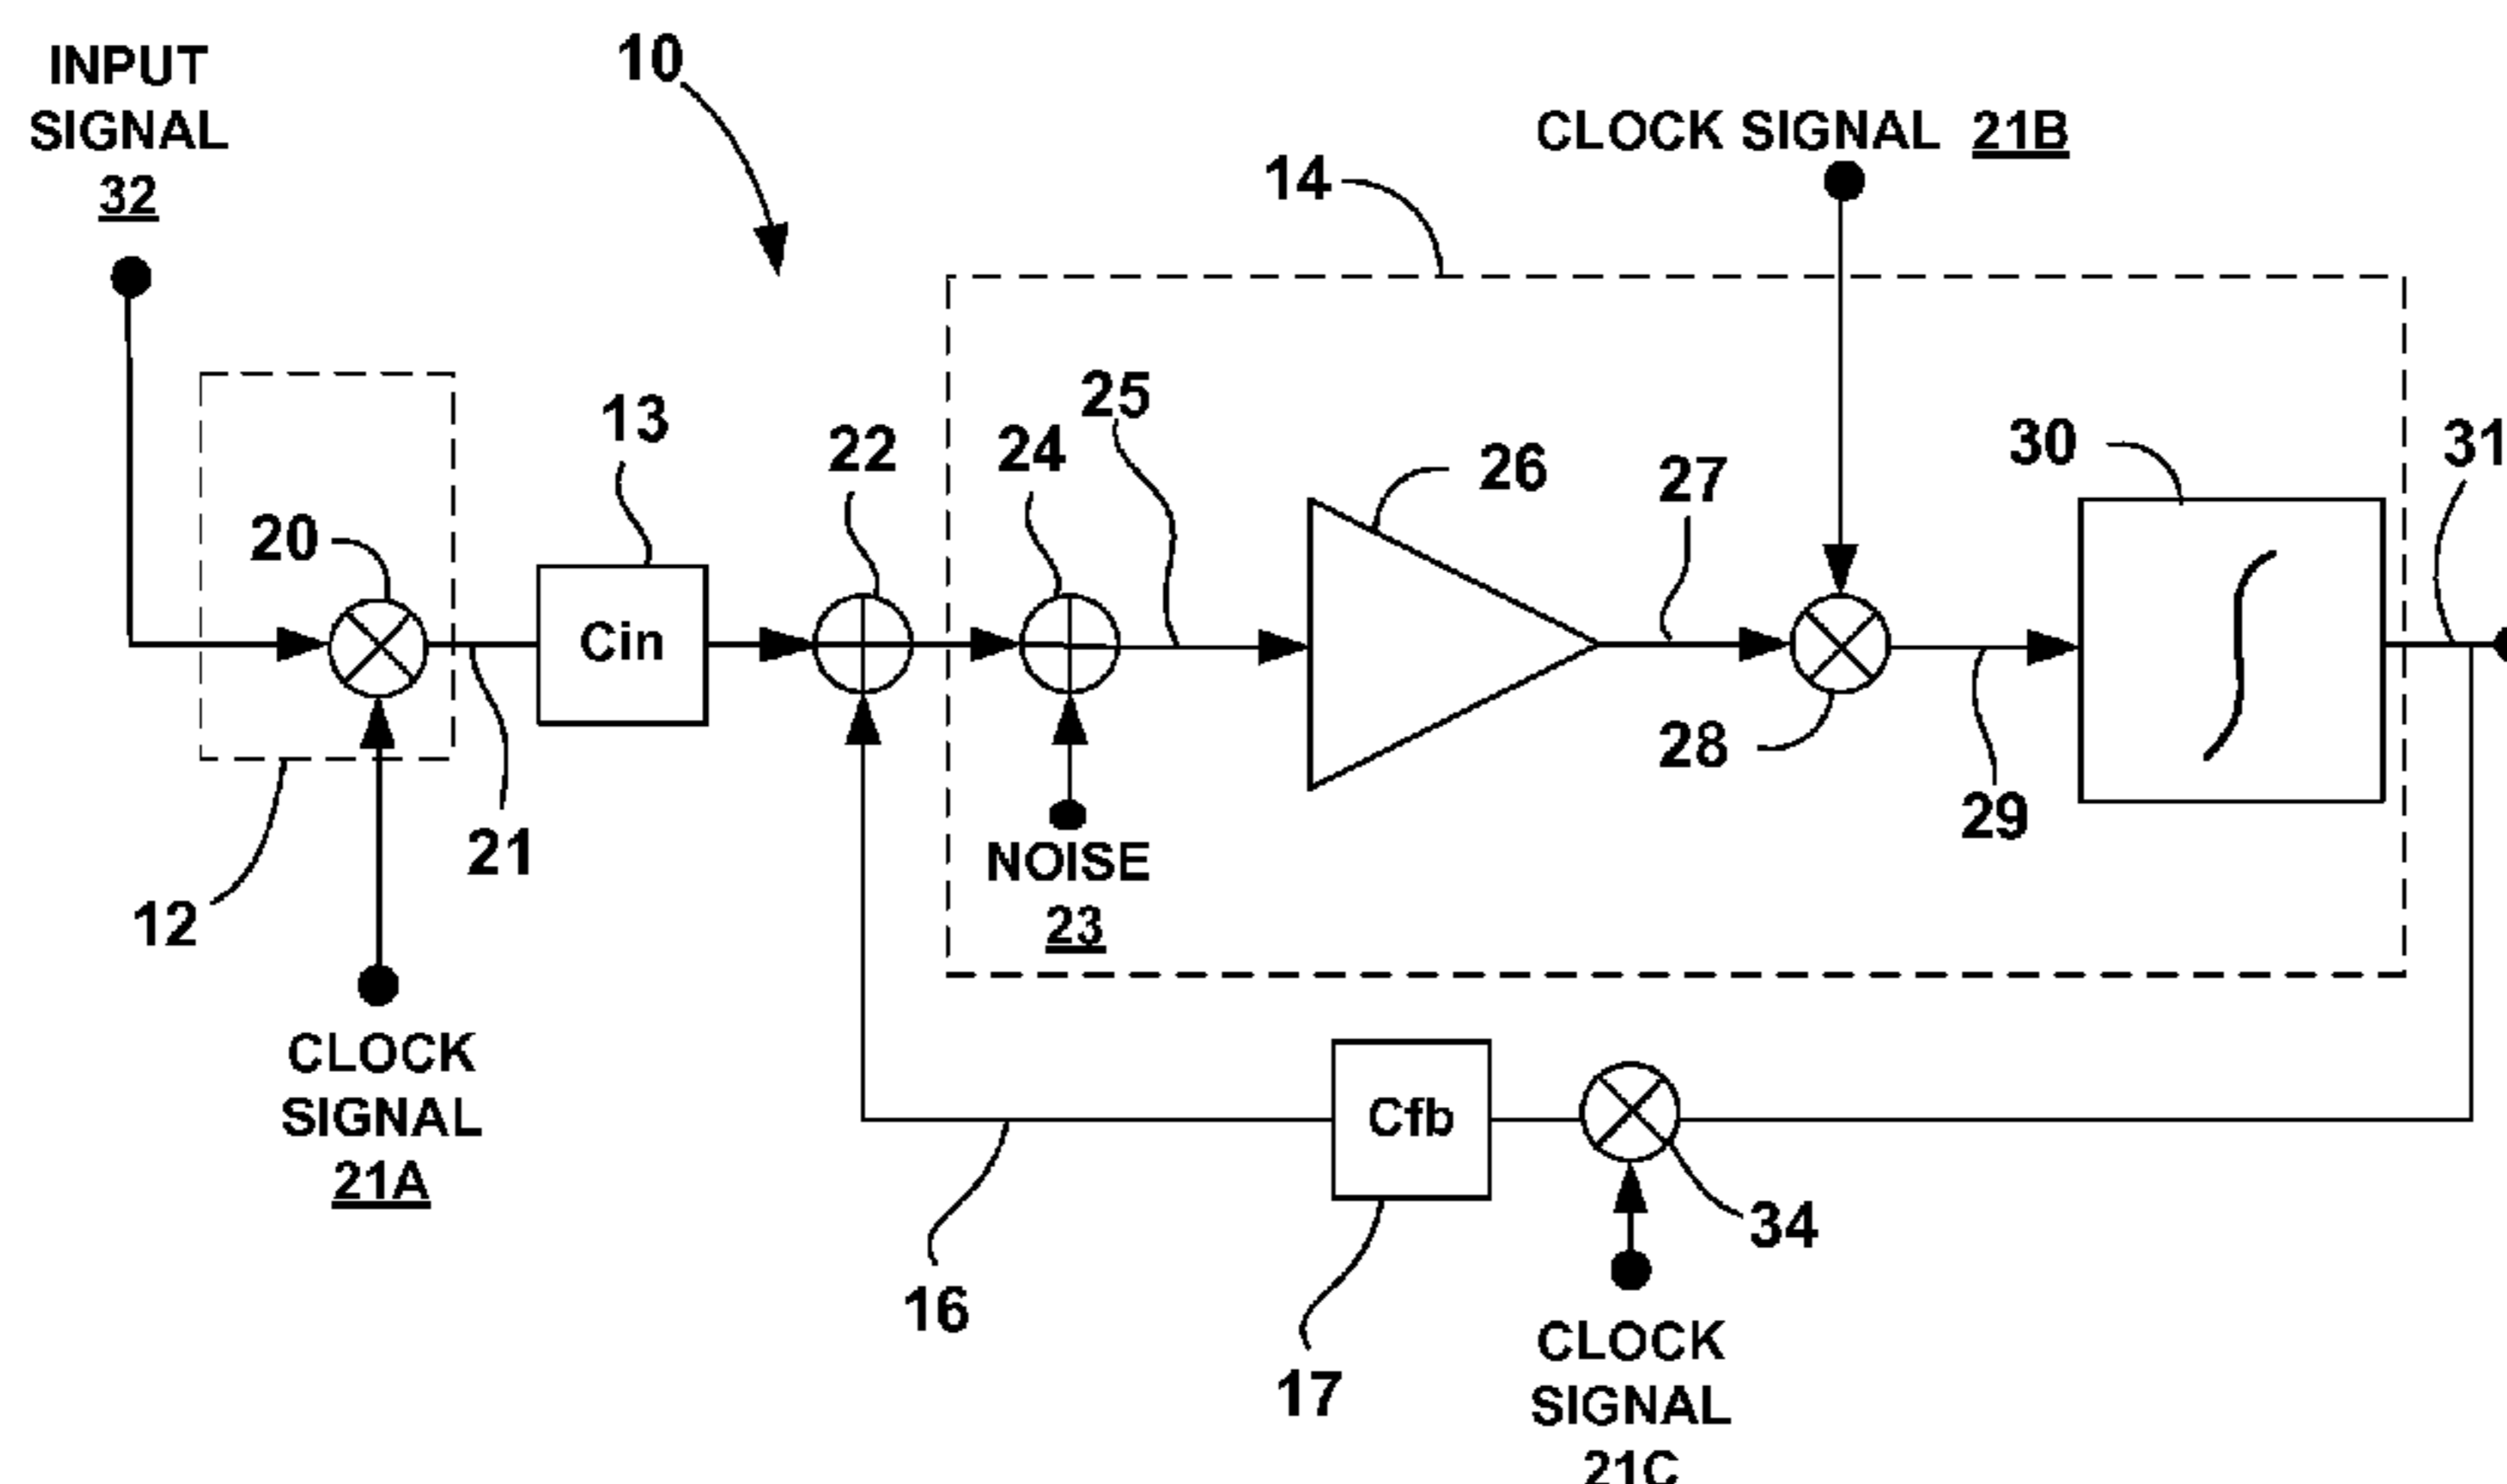 INPUT
SIGNAL
32
10
CLOCK SIGNAL 21B
14
13
22
24
25
26
27
30
31
20
Cin
28
29
21
12
NOISE
23
CLOCK
SIGNAL
21A
Cfb
34
16
17
CLOCK
SIGNAL
21C